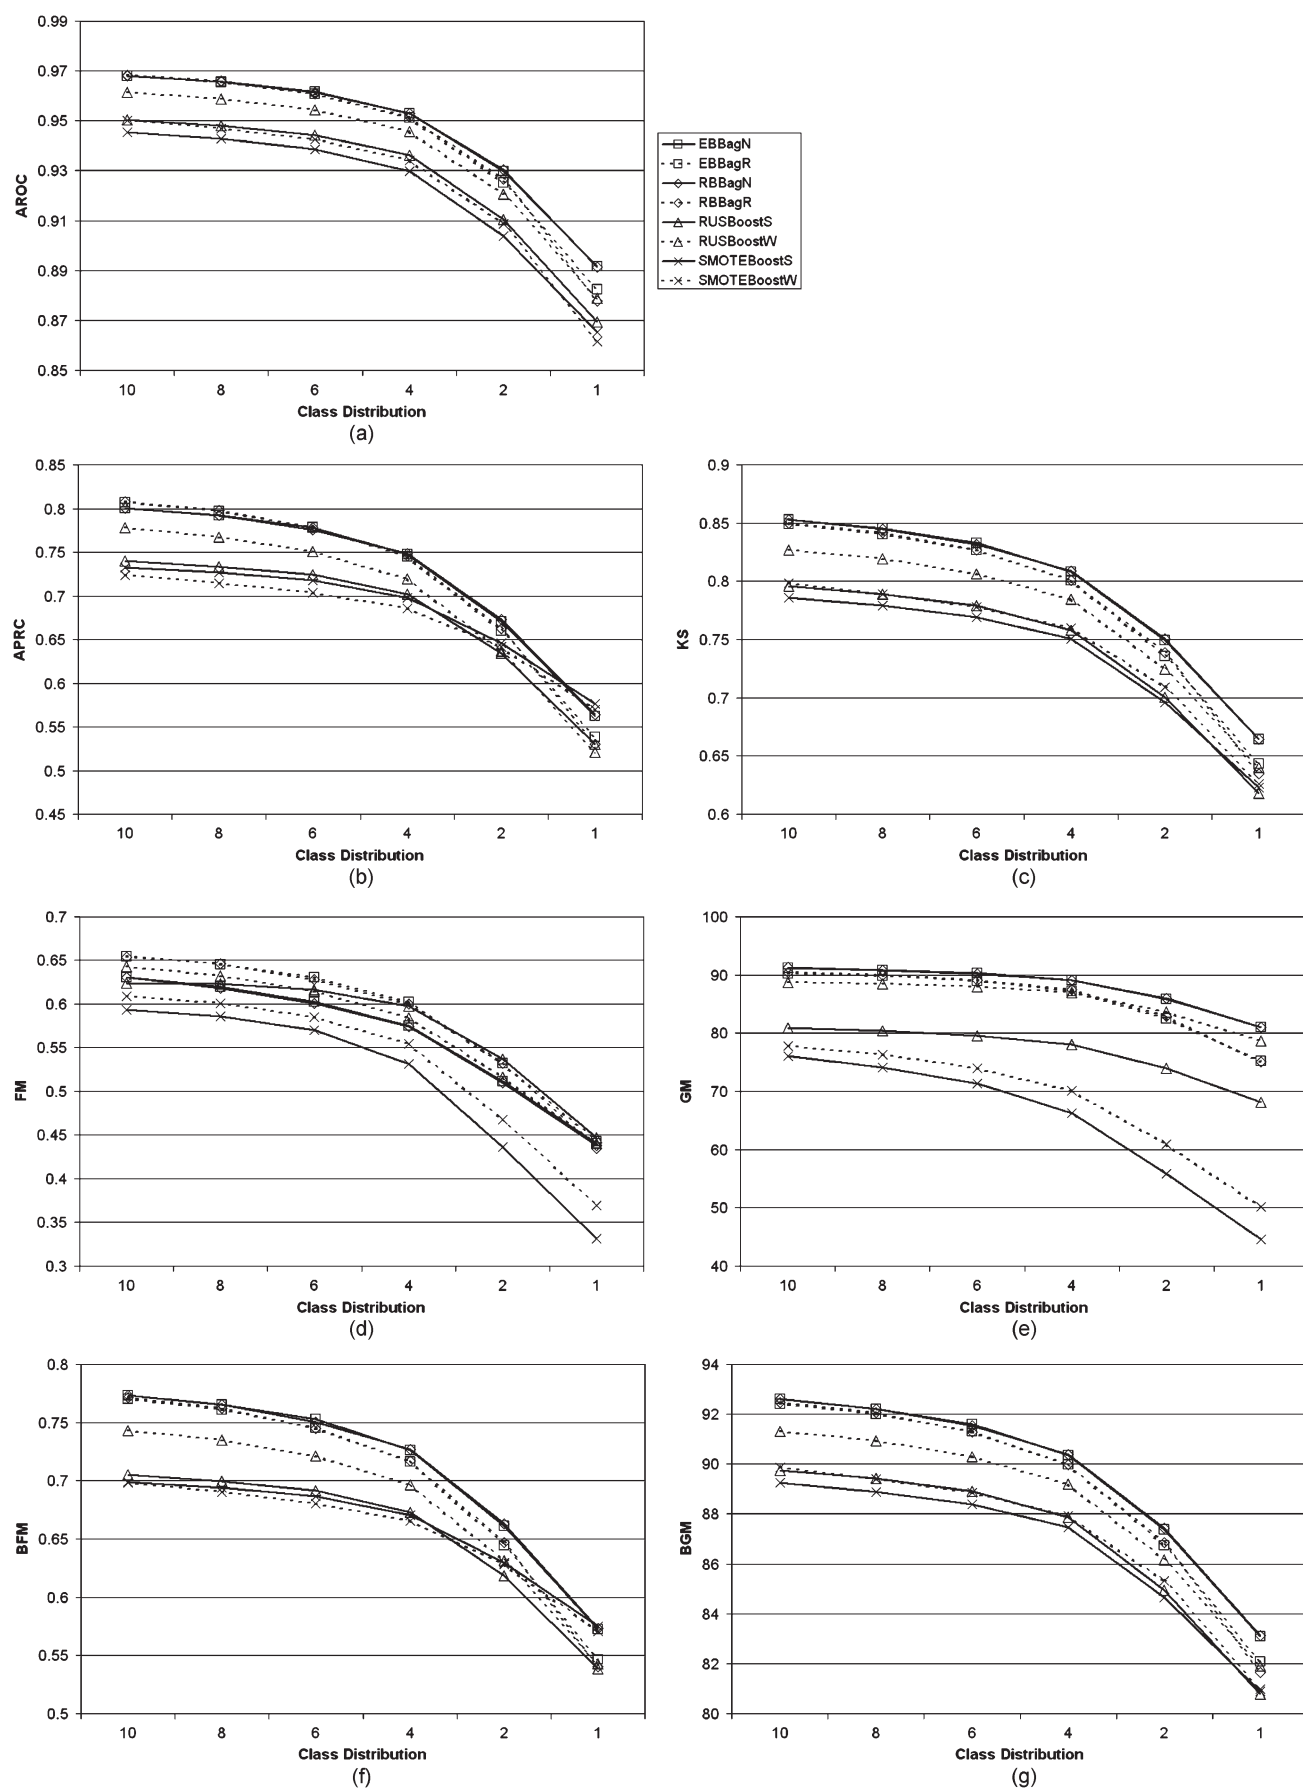 0.99
0.97
0.95
0.93
0.91
0.89
0.87
0.85
AROC
10 8 6 4 2 1
Class Distribution
(a)
EBBagN
EBBagR
RBBagN
RBBagR
RUSBoostS
RUSBoostW
SMOTEBoostS
SMOTEBoostW
0.85
0.8
0.75
0.7
0.65
0.6
0.55
0.5
0.45
APRC
10 8 6 4 2 1
Class Distribution
(b)
0.9
0.85
0.8
0.75
0.7
0.65
0.6
KS
10 8 6 4 2 1
Class Distribution
(c)
0.7
0.65
0.6
0.55
0.5
0.45
0.4
0.35
0.3
FM
10 8 6 4 2 1
Class Distribution
(d)
100
90
80
70
60
50
40
GM
10 8 6 4 2 1
Class Distribution
(e)
0.8
0.75
0.7
0.65
0.6
0.55
0.5
BFM
10 8 6 4 2 1
Class Distribution
(f)
94
92
90
88
86
84
82
80
BGM
10 8 6 4 2 1
Class Distribution
(g)